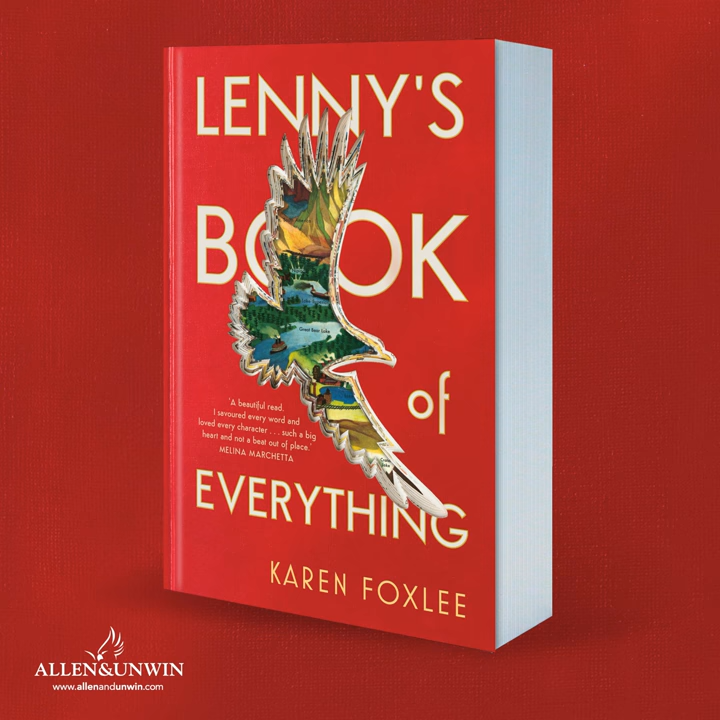 LENNY'S
BOOK
of
EVERYTHING
'A beautiful read.
I savoured every word and
loved every character . . . such a big
heart and not a beat out of place.'
MELINA MARCHETTA
KAREN FOXLEE
Great Bear Lake
ALLEN&UNWIN
www.allenandunwin.com